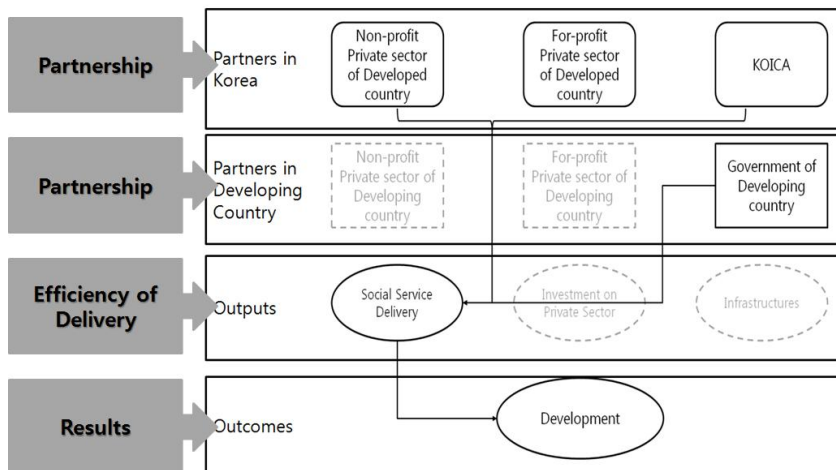 Partnership
Partners in
Korea
Non-profit
Private sector
of Developed
country
For-profit
Private sector
of Developed
country
KOICA
Partnership
Partners in
Developing
Country
Non-profit
Private sector of
Developing
country
For-profit
Private sector of
Developing
country
Government of
Developing
country
Efficiency of
Delivery
Outputs
Social Service
Delivery
Investment on
Private Sector
Infrastructures
Results
Outcomes
Development